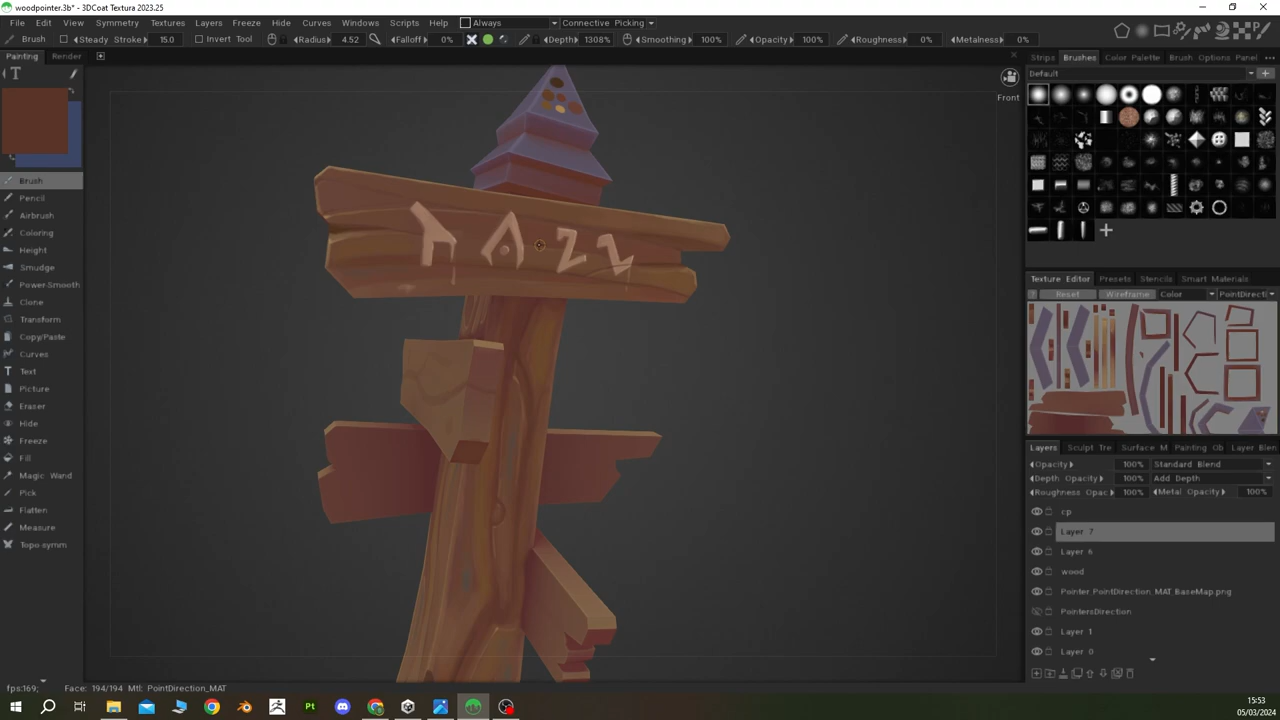 woodpointer.3b* - 3DCoat Textura 2023.25
File Edit View Symmetry Textures Layers Freeze Hide Curves Windows Scripts Help Always Connective Picking
Brush Steady Stroke 15.0 Invert Tool Radius 4.52 Falloff 0% Depth 1308% Smoothing 100% Opacity 100% Roughness 0% Metalness 0%
Painting Render
Front
Brush
Pencil
Airbrush
Coloring
Height
Smudge
Power-Smooth
Clone
Transform
Copy/Paste
Curves
Text
Picture
Eraser
Hide
Freeze
Fill
Magic Wand
Pick
Flatten
Measure
Topo-symm
Strips Brushes Color Palette Brush Options Panel
Default
Texture Editor Presets Stencils Smart Materials
Reset Wireframe Color PointDirect
Layers Sculpt Tre Surface M Painting Ob Layer Blen
Opacity 100% Standard Blend
Depth Opacity 100% Add Depth
Roughness Opac 100% Metal Opacity 100%
cp
Layer 7
Layer 6
wood
Pointer_PointDirection_MAT_BaseMap.png
PointersDirection
Layer 1
Layer 0
fps:169; Face: 194/194 Mtl: PointDirection_MAT
Pt
15:53
05/03/2024